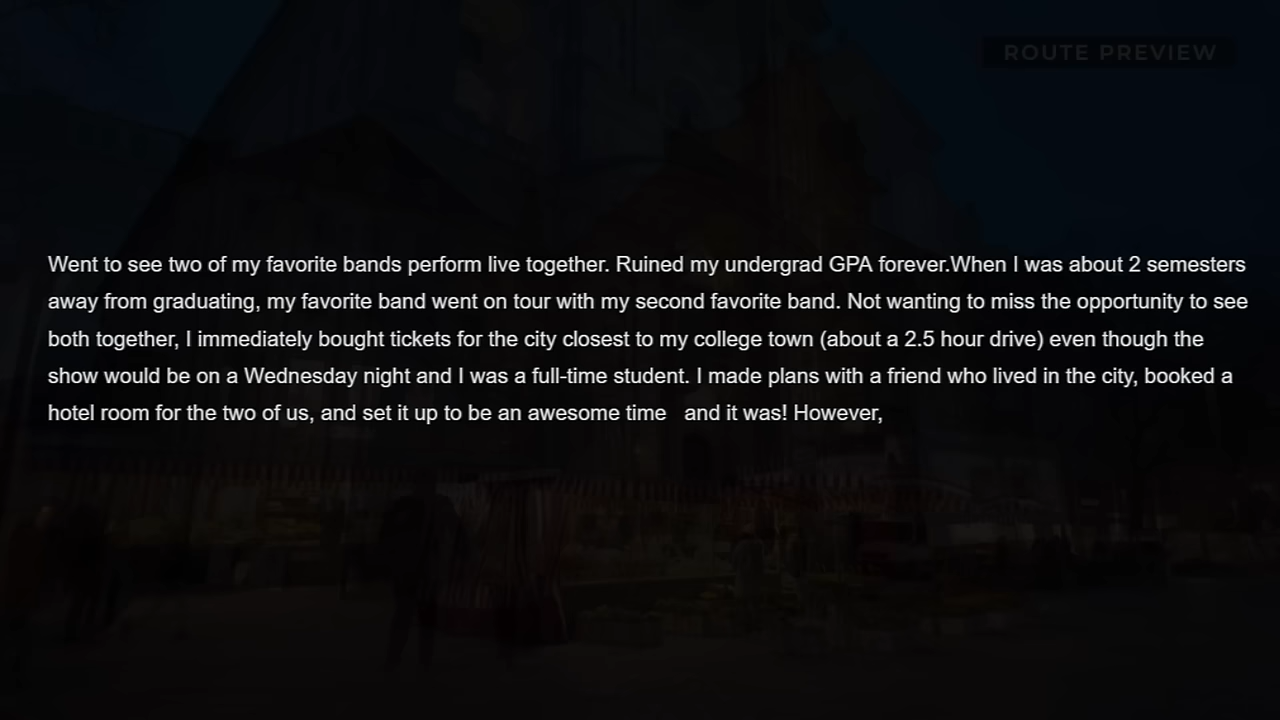 ROUTE PREVIEW
Went to see two of my favorite bands perform live together. Ruined my undergrad GPA forever.When I was about 2 semesters
away from graduating, my favorite band went on tour with my second favorite band. Not wanting to miss the opportunity to see
both together, I immediately bought tickets for the city closest to my college town (about a 2.5 hour drive) even though the
show would be on a Wednesday night and I was a full-time student. I made plans with a friend who lived in the city, booked a
hotel room for the two of us, and set it up to be an awesome time   and it was! However,